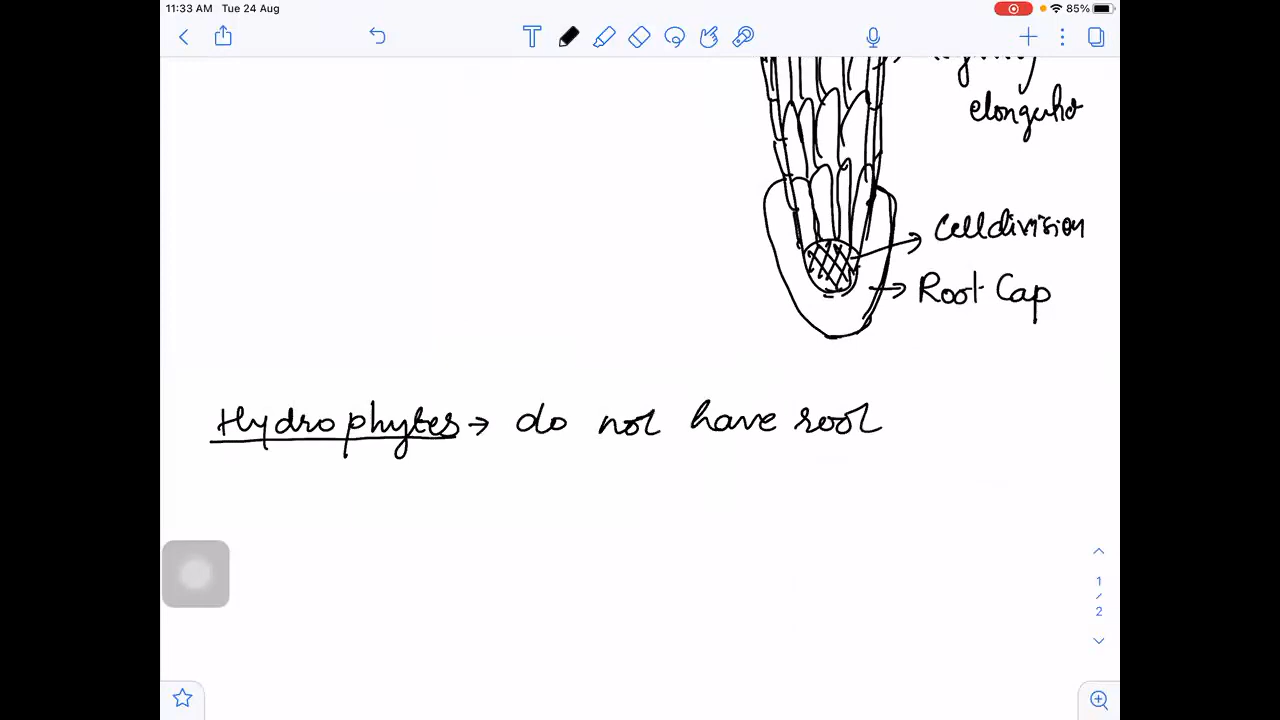 11:33 AM Tue 24 Aug
85%
elongatio
Celldivision
Root Cap
Hydrophytes → do not have root
1
/
2